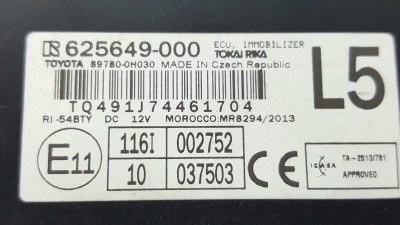 R 625649-000 ECU, IMMOBILIZER
TOKAI RIKA
TOYOTA 89780-0H030 MADE IN Czech Republic
L5
TQ491J74461704
RI-54BTY DC 12V MOROCCO:MR8294/2013
E11
116I 002752
10 037503
CE
ICASA
TA-2013/781
APPROVED